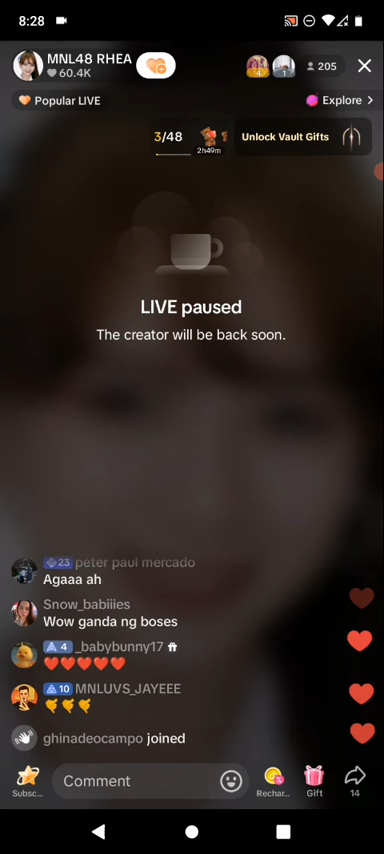 8:28
MNL48 RHEA
60.4K
4
1
205
Popular LIVE
Explore >
3/48
2h49m
Unlock Vault Gifts
LIVE paused
The creator will be back soon.
23 peter paul mercado
Agaaa ah
Snow_babiiies
Wow ganda ng boses
4 _babybunny17
10 MNLUVS_JAYEEE
ghinadeocampo joined
Subsc...
Comment
Rechar...
Gift
14